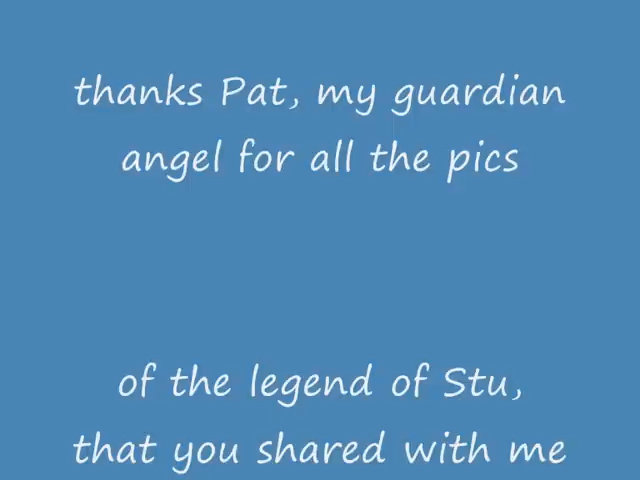 thanks Pat, my guardian
angel for all the pics
of the legend of Stu,
that you shared with me